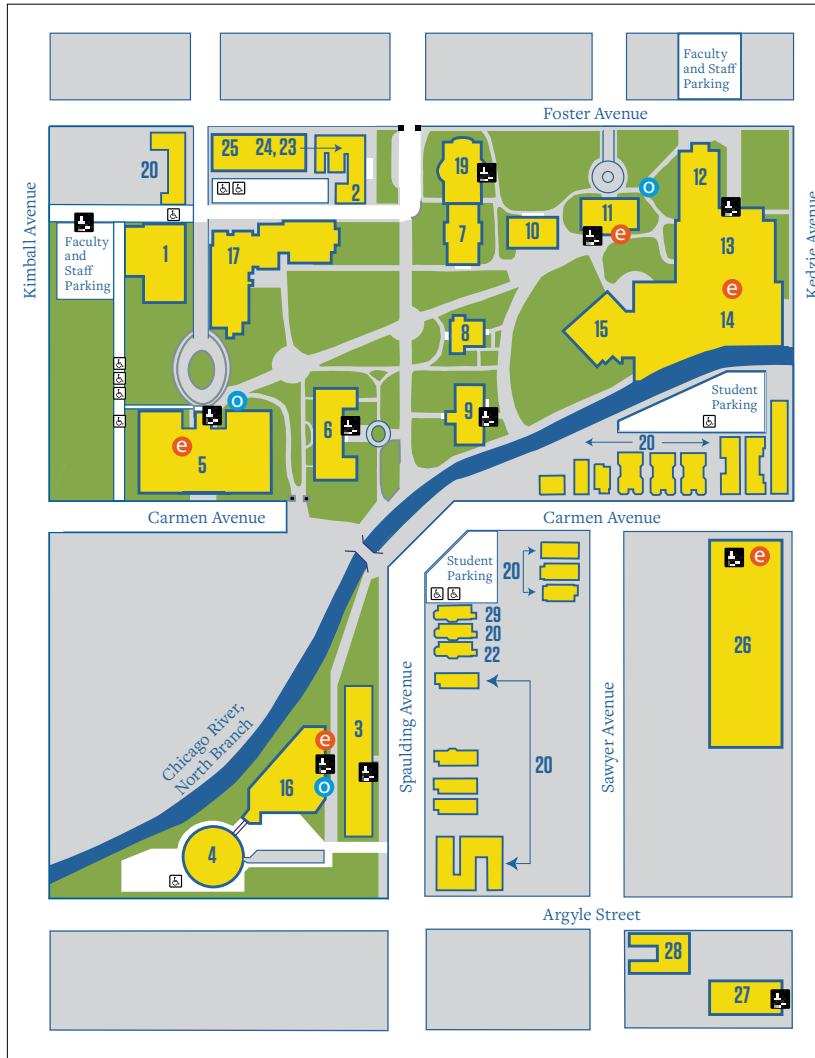 Faculty
and Staff
Parking
Foster Avenue
20
25
24, 23
2
19
7
10
11
o
e
12
13
e
14
15
Kimball Avenue
Faculty
and
Staff
Parking
1
17
Kedzie Avenue
8
9
6
o
e
5
Student
Parking
20
Carmen Avenue
Carmen Avenue
Student
Parking
20
29
20
22
e
26
Chicago River,
North Branch
Spaulding Avenue
Sawyer Avenue
20
3
e
o
16
4
Argyle Street
28
27